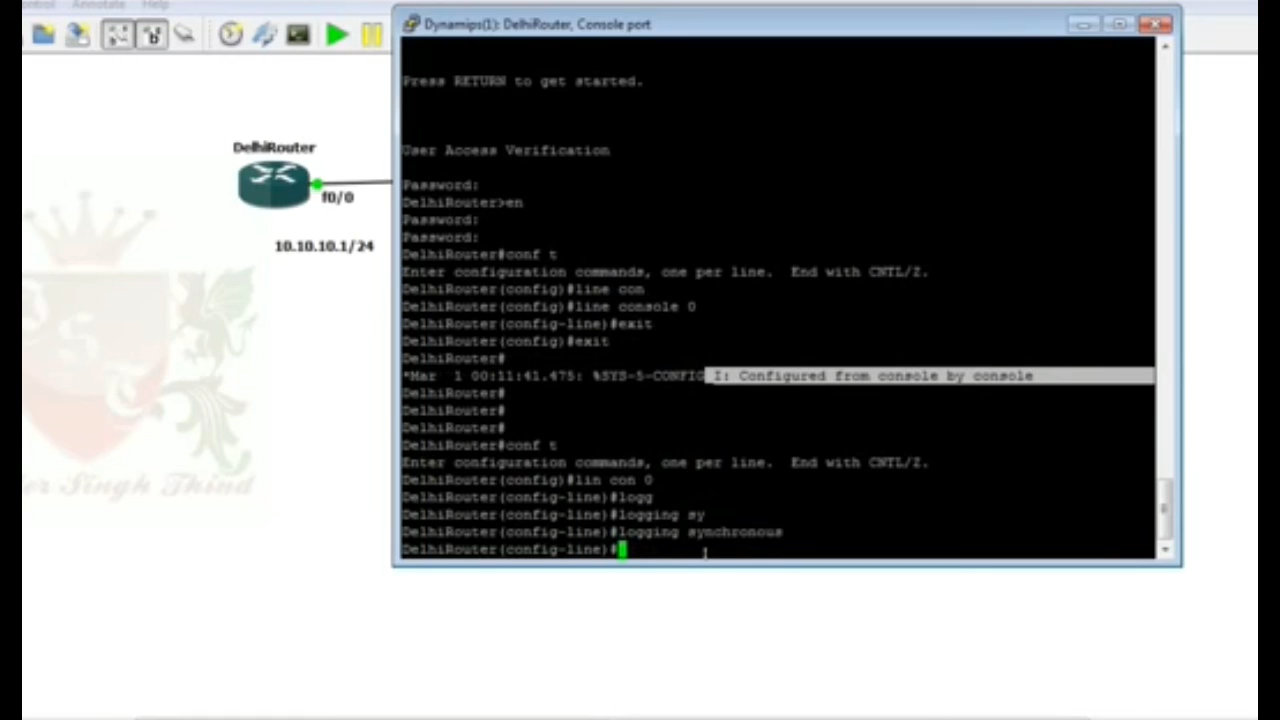 Annotate Help
Dynamips(1): DelhiRouter, Console port
Press RETURN to get started.
User Access Verification
Password:
DelhiRouter>en
Password:
Password:
DelhiRouter#conf t
Enter configuration commands, one per line.  End with CNTL/Z.
DelhiRouter(config)#line con
DelhiRouter(config)#line console 0
DelhiRouter(config-line)#exit
DelhiRouter(config)#exit
DelhiRouter#
*Mar  1 00:11:41.475: %SYS-5-CONFIG I: Configured from console by console
DelhiRouter#
DelhiRouter#
DelhiRouter#
DelhiRouter#conf t
Enter configuration commands, one per line.  End with CNTL/Z.
DelhiRouter(config)#lin con 0
DelhiRouter(config-line)#logg
DelhiRouter(config-line)#logging sy
DelhiRouter(config-line)#logging synchronous
DelhiRouter(config-line)#
DelhiRouter
f0/0
10.10.10.1/24
Singh Thind